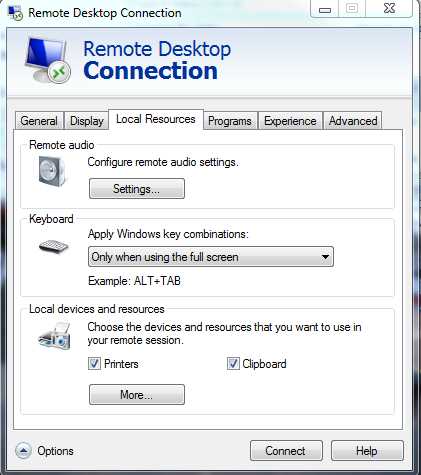 Remote Desktop Connection
Remote Desktop
Connection
General Display Local Resources Programs Experience Advanced
Remote audio
Configure remote audio settings.
Settings...
Keyboard
Apply Windows key combinations:
Only when using the full screen
Example: ALT+TAB
Local devices and resources
Choose the devices and resources that you want to use in
your remote session.
Printers Clipboard
More...
Options Connect Help